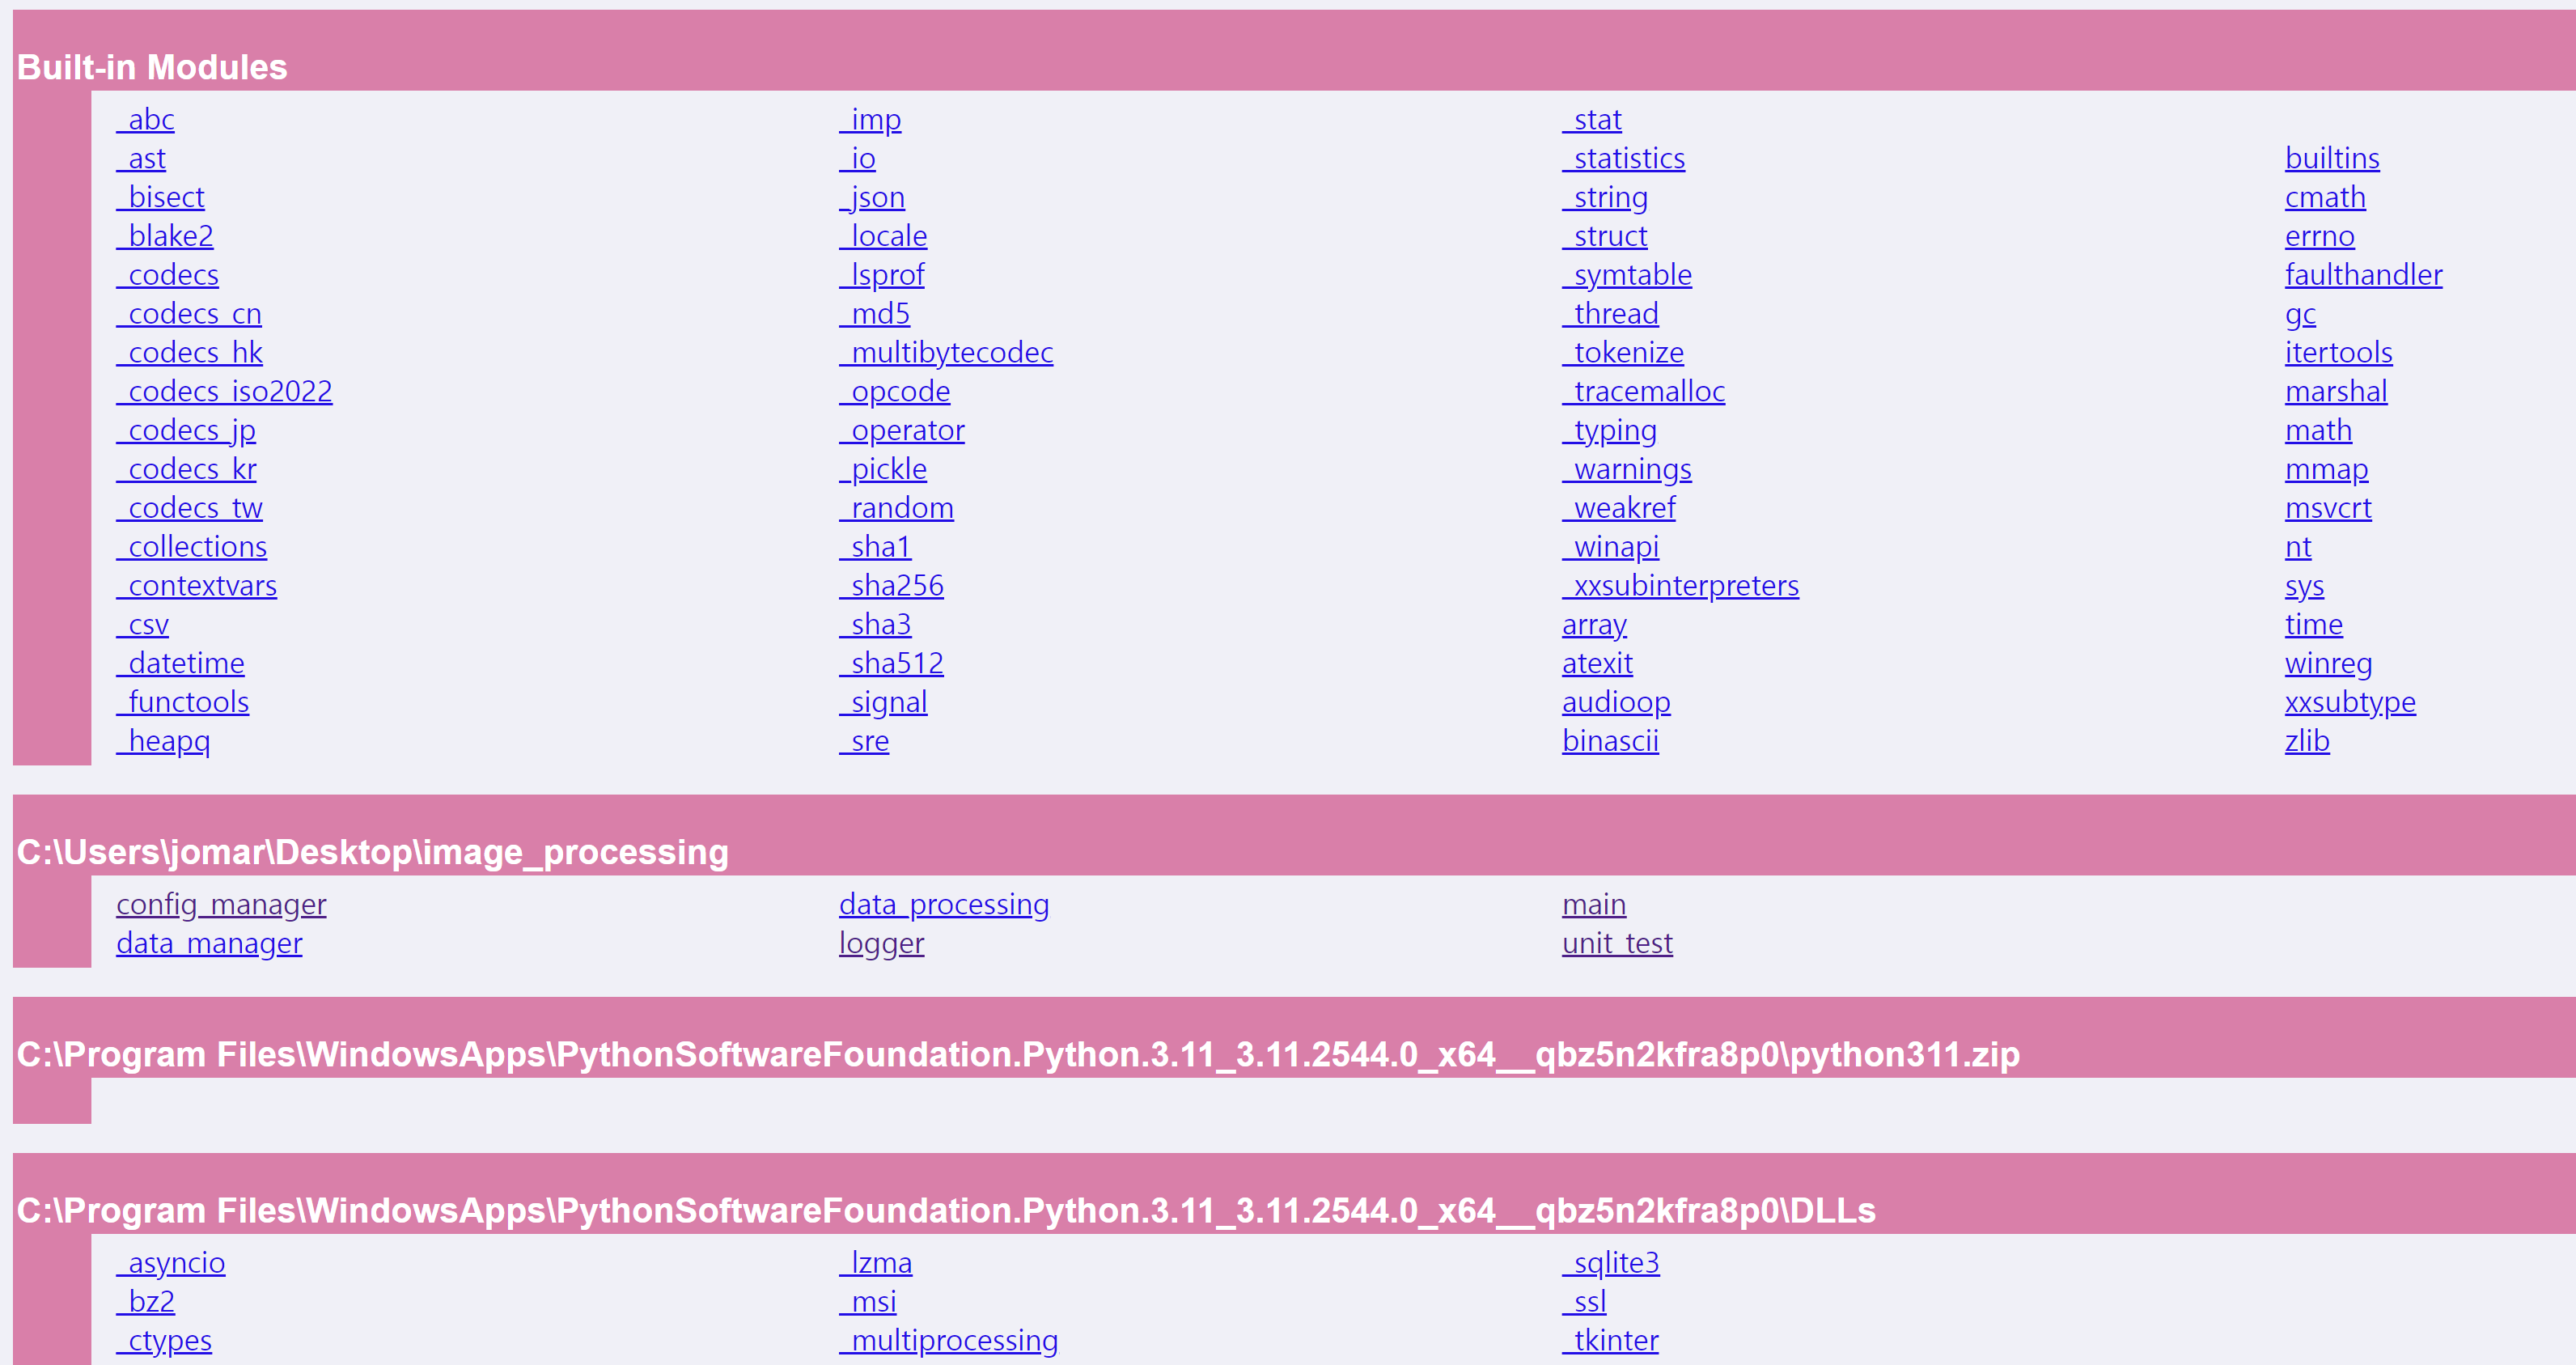 Built-in Modules
_abc
_ast
_bisect
_blake2
_codecs
_codecs_cn
_codecs_hk
_codecs_iso2022
_codecs_jp
_codecs_kr
_codecs_tw
_collections
_contextvars
_csv
_datetime
_functools
_heapq
_imp
_io
_json
_locale
_lsprof
_md5
_multibytecodec
_opcode
_operator
_pickle
_random
_sha1
_sha256
_sha3
_sha512
_signal
_sre
_stat
_statistics
_string
_struct
_symtable
_thread
_tokenize
_tracemalloc
_typing
_warnings
_weakref
_winapi
_xxsubinterpreters
array
atexit
audioop
binascii
builtins
cmath
errno
faulthandler
gc
itertools
marshal
math
mmap
msvcrt
nt
sys
time
winreg
xxsubtype
zlib
C:\Users\jomar\Desktop\image_processing
config_manager
data_manager
data_processing
logger
main
unit_test
C:\Program Files\WindowsApps\PythonSoftwareFoundation.Python.3.11_3.11.2544.0_x64__qbz5n2kfra8p0\python311.zip
C:\Program Files\WindowsApps\PythonSoftwareFoundation.Python.3.11_3.11.2544.0_x64__qbz5n2kfra8p0\DLLs
_asyncio
_bz2
_ctypes
_lzma
_msi
_multiprocessing
_sqlite3
_ssl
_tkinter